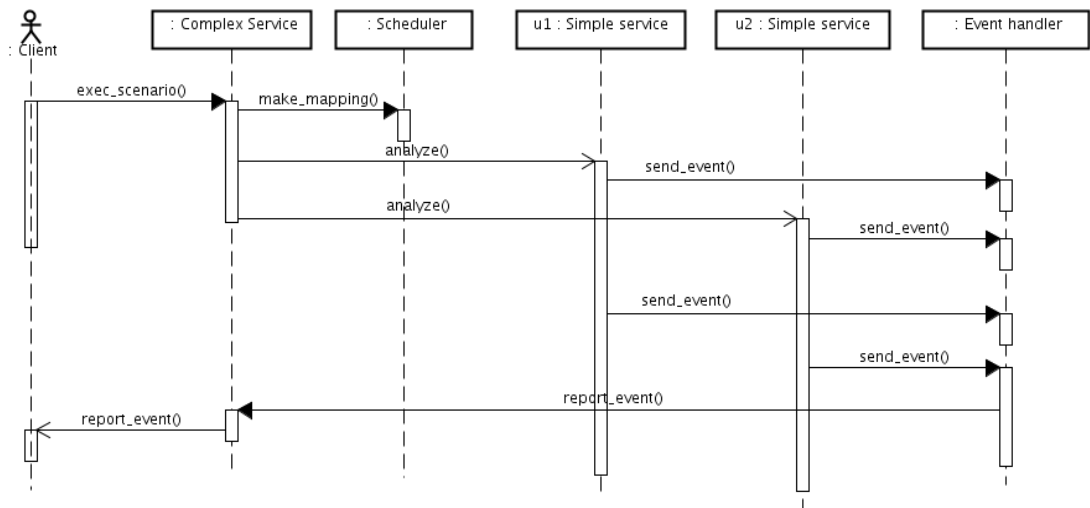 : Client
: Complex Service
: Scheduler
u1 : Simple service
u2 : Simple service
: Event handler
exec_scenario()
make_mapping()
analyze()
send_event()
analyze()
send_event()
send_event()
send_event()
report_event()
report_event()